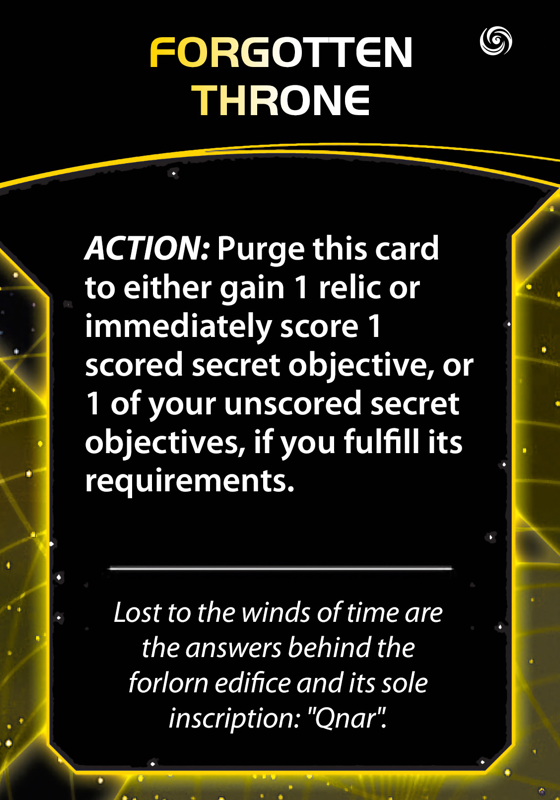 FORGOTTEN
THRONE
ACTION: Purge this card
to either gain 1 relic or
immediately score 1
scored secret objective, or
1 of your unscored secret
objectives, if you fulfill its
requirements.
Lost to the winds of time are
the answers behind the
forlorn edifice and its sole
inscription: "Qnar".